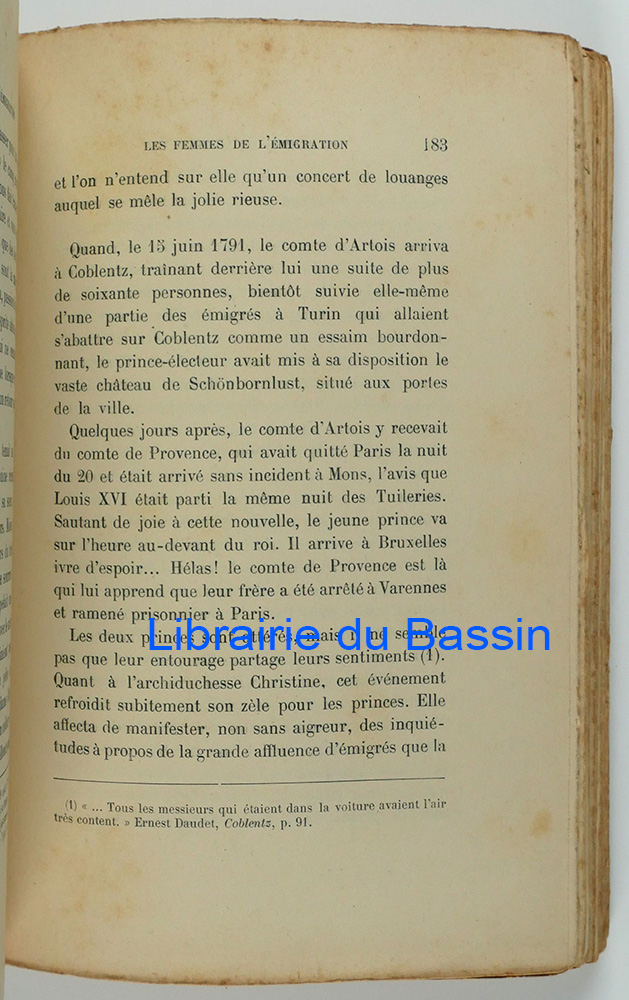 LES FEMMES DE L'ÉMIGRATION 183
et l'on n'entend sur elle qu'un concert de louanges
auquel se mêle la jolie rieuse.
Quand, le 15 juin 1791, le comte d'Artois arriva
à Coblentz, traînant derrière lui une suite de plus
de soixante personnes, bientôt suivie elle-même
d'une partie des émigrés à Turin qui allaient
s'abattre sur Coblentz comme un essaim bourdon-
nant, le prince-électeur avait mis à sa disposition le
vaste château de Schönbornlust, situé aux portes
de la ville.
Quelques jours après, le comte d'Artois y recevait
du comte de Provence, qui avait quitté Paris la nuit
du 20 et était arrivé sans incident à Mons, l'avis que
Louis XVI était parti la même nuit des Tuileries.
Sautant de joie à cette nouvelle, le jeune prince va
sur l'heure au-devant du roi. Il arrive à Bruxelles
ivre d'espoir... Hélas! le comte de Provence est là
qui lui apprend que leur frère a été arrêté à Varennes
et ramené prisonnier à Paris.
Les deux princes sont attérés, mais il ne semble
Librairie du Bassin
pas que leur entourage partage leurs sentiments (1).
Quant à l'archiduchesse Christine, cet événement
refroidit subitement son zèle pour les princes. Elle
affecta de manifester, non sans aigreur, des inquié-
tudes à propos de la grande affluence d'émigrés que la
(1) « ... Tous les messieurs qui étaient dans la voiture avaient l'air
très content. » Ernest Daudet, Coblentz, p. 91.